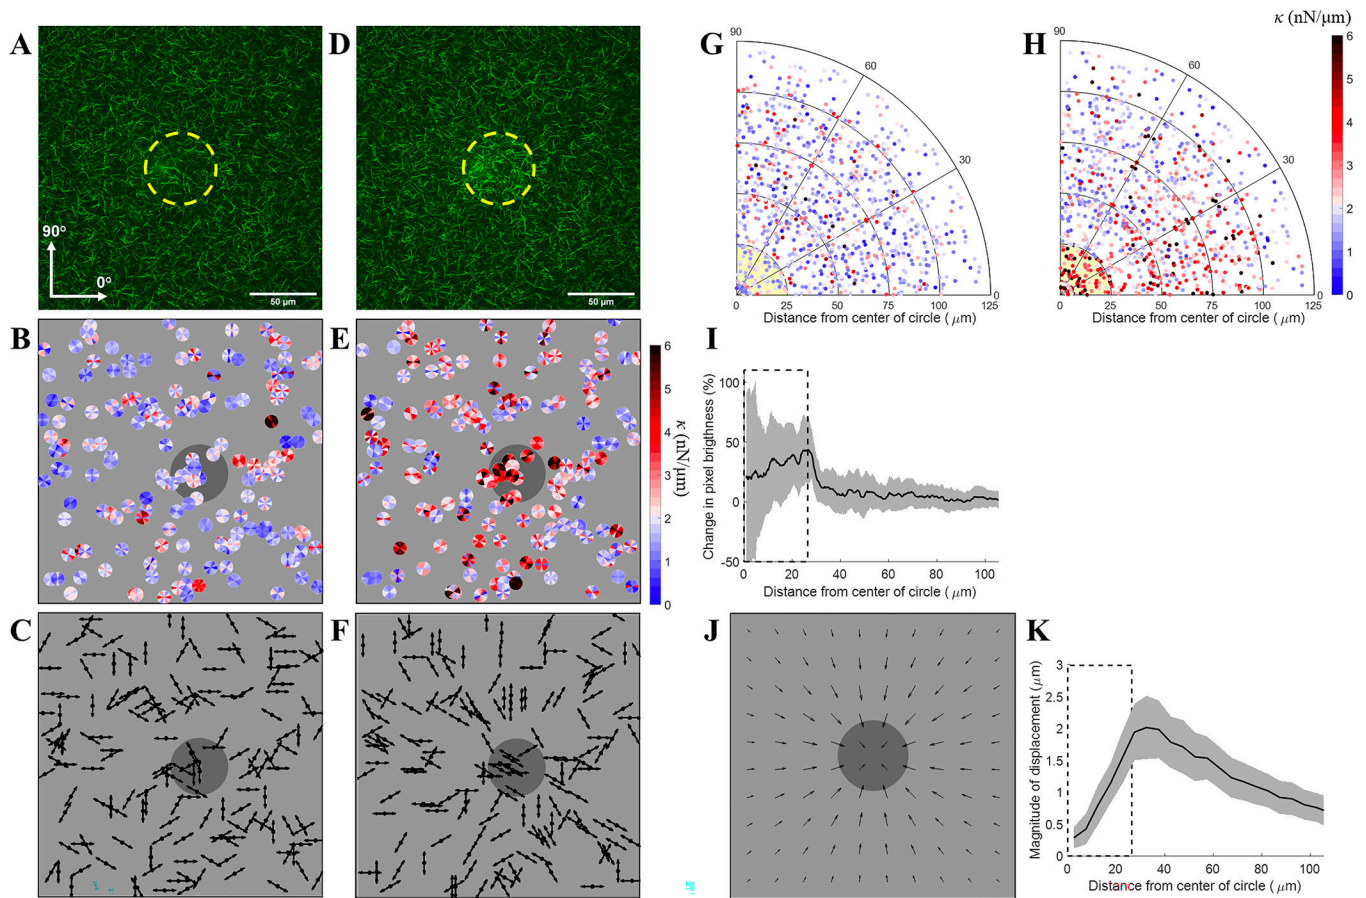 A
D
G
H
κ (nN/μm)
90
60
30
0
0
25
50
75
100
125
Distance from center of circle ( μm)
90
60
30
0
0
25
50
75
100
125
Distance from center of circle ( μm)
6
5
4
3
2
1
0
90°
0°
50 μm
50 μm
B
E
6
5
4
3
2
1
0
κ (nN/μm)
I
Change in pixel brigthness (%)
100
50
0
-50
0
20
40
60
80
100
Distance from center of circle ( μm)
C
F
J
K
Magnitude of displacement (μm)
3
2.5
2
1.5
1
0.5
0
0
20
40
60
80
100
Distance from center of circle ( μm)